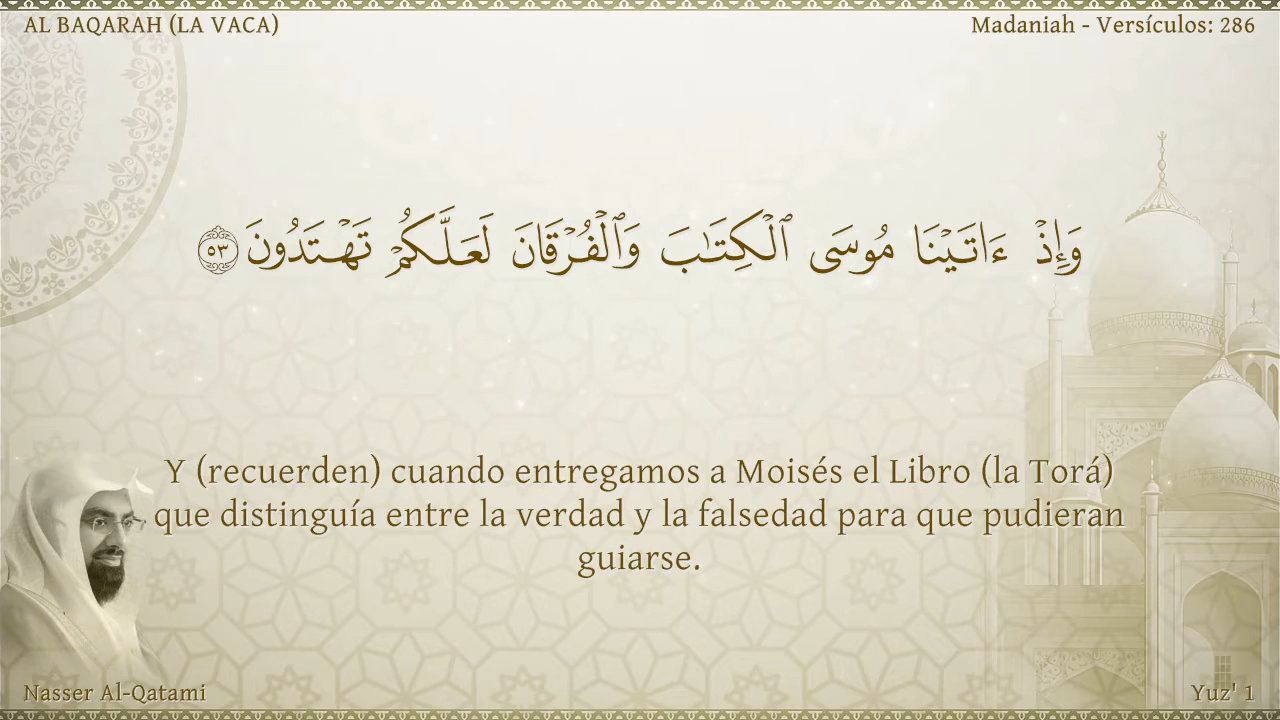 AL BAQARAH (LA VACA)
Madaniah - Versículos: 286
وَإِذۡ ءَاتَيۡنَا مُوسَى ٱلۡكِتَٰبَ وَٱلۡفُرۡقَانَ لَعَلَّكُمۡ تَهۡتَدُونَ ٥٣
Y (recuerden) cuando entregamos a Moisés el Libro (la Torá)
que distinguía entre la verdad y la falsedad para que pudieran
guiarse.
Nasser Al-Qatami
Yuz' 1